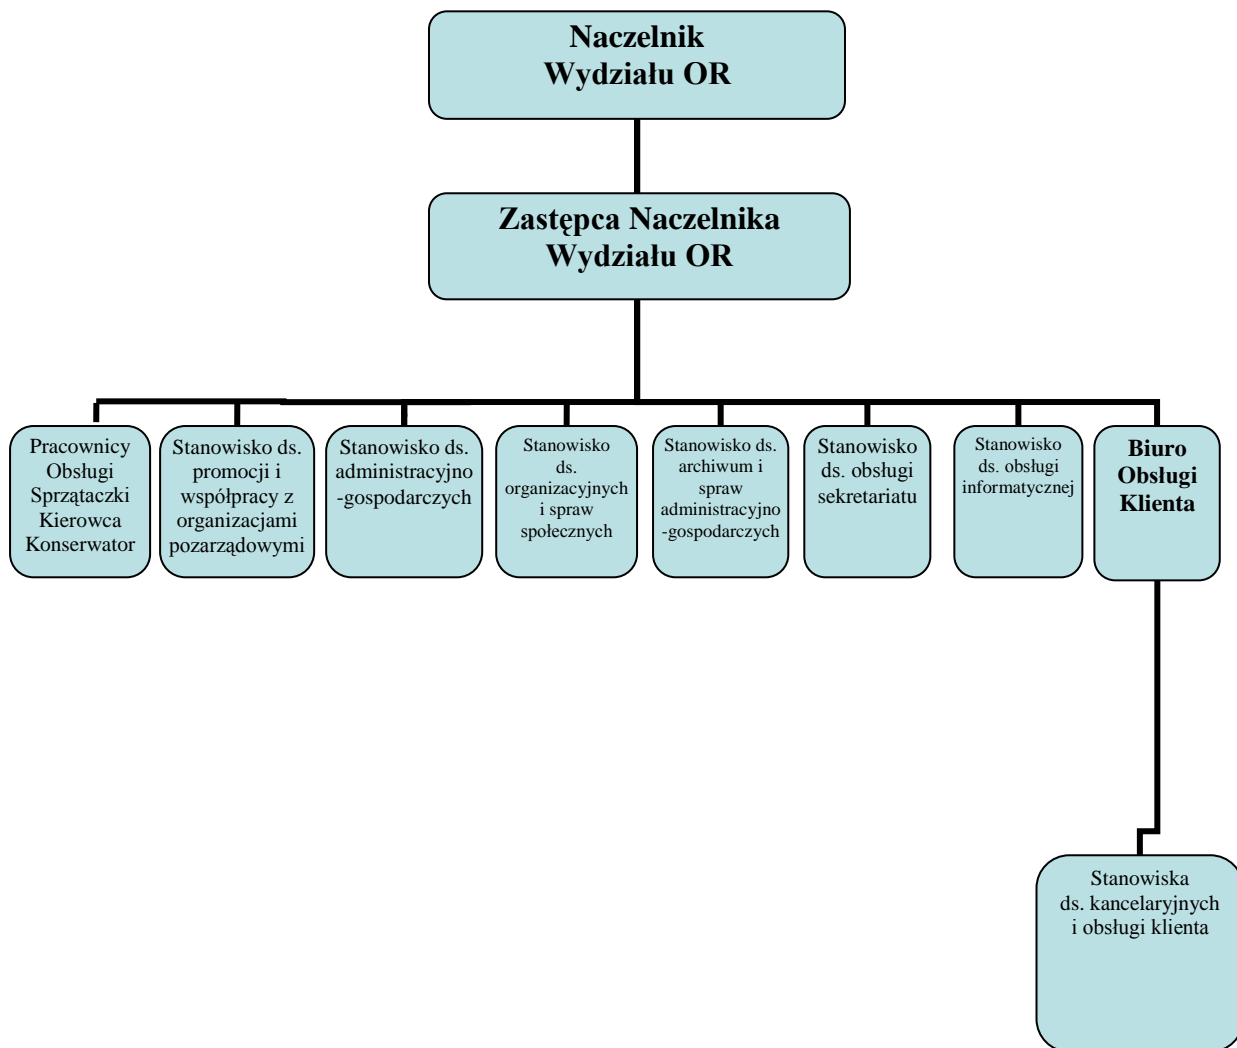 Naczelnik
Wydziału OR
Zastępca Naczelnika
Wydziału OR
Pracownicy
Obsługi
Sprzątaczki
Kierowca
Konserwator
Stanowisko ds.
promocji i
współpracy z
organizacjami
pozarządowymi
Stanowisko ds.
administracyjno
-gospodarczych
Stanowisko
ds.
organizacyjnych
i spraw
społecznych
Stanowisko ds.
archiwum i
spraw
administracyjno
-gospodarczych
Stanowisko
ds. obsługi
sekretariatu
Stanowisko
ds. obsługi
informatycznej
Biuro
Obsługi
Klienta
Stanowiska
ds. kancelaryjnych
i obsługi klienta